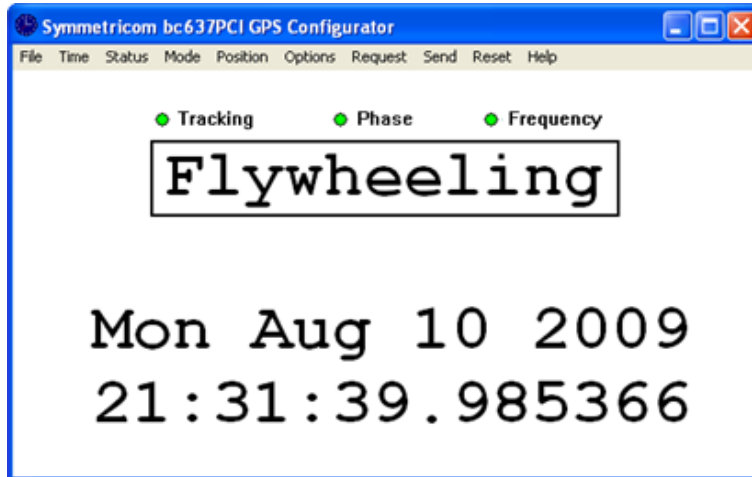 Symmetricom bc637PCI GPS Configurator
File Time Status Mode Position Options Request Send Reset Help
Tracking Phase Frequency
Flywheeling
Mon Aug 10 2009
21:31:39.985366